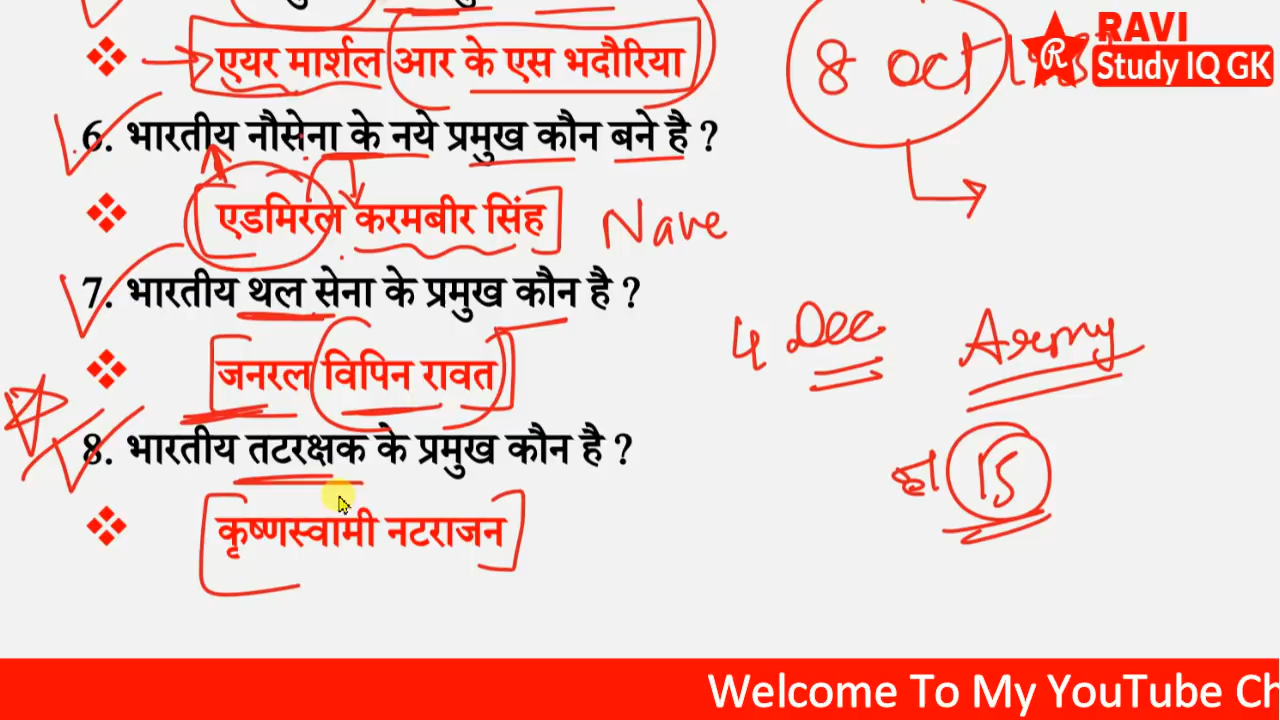 RAVI
Study IQ GK
एयर मार्शल आर के एस भदौरिया
8 oct
6. भारतीय नौसेना के नये प्रमुख कौन बने है ?
एडमिरल करमबीर सिंह
7. भारतीय थल सेना के प्रमुख कौन है ?
4 Dec
Army
जनरल विपिन रावत
8. भारतीय तटरक्षक के प्रमुख कौन है ?
15
कृष्णस्वामी नटराजन
Welcome To My YouTube Ch